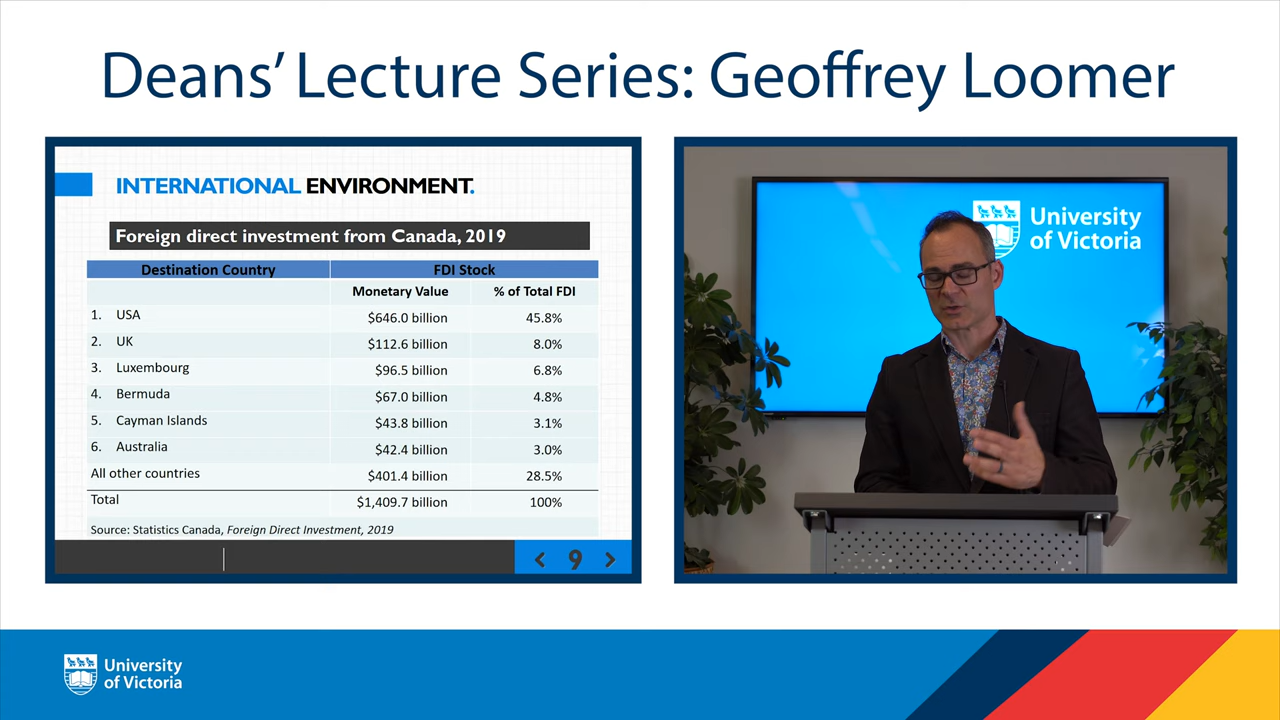 Deans’ Lecture Series: Geoffrey Loomer
INTERNATIONAL ENVIRONMENT.
Foreign direct investment from Canada, 2019
Destination Country FDI Stock
Monetary Value % of Total FDI
1. USA $646.0 billion 45.8%
2. UK $112.6 billion 8.0%
3. Luxembourg $96.5 billion 6.8%
4. Bermuda $67.0 billion 4.8%
5. Cayman Islands $43.8 billion 3.1%
6. Australia $42.4 billion 3.0%
All other countries $401.4 billion 28.5%
Total $1,409.7 billion 100%
Source: Statistics Canada, Foreign Direct Investment, 2019
< 9 >
University
of Victoria
University
of Victoria